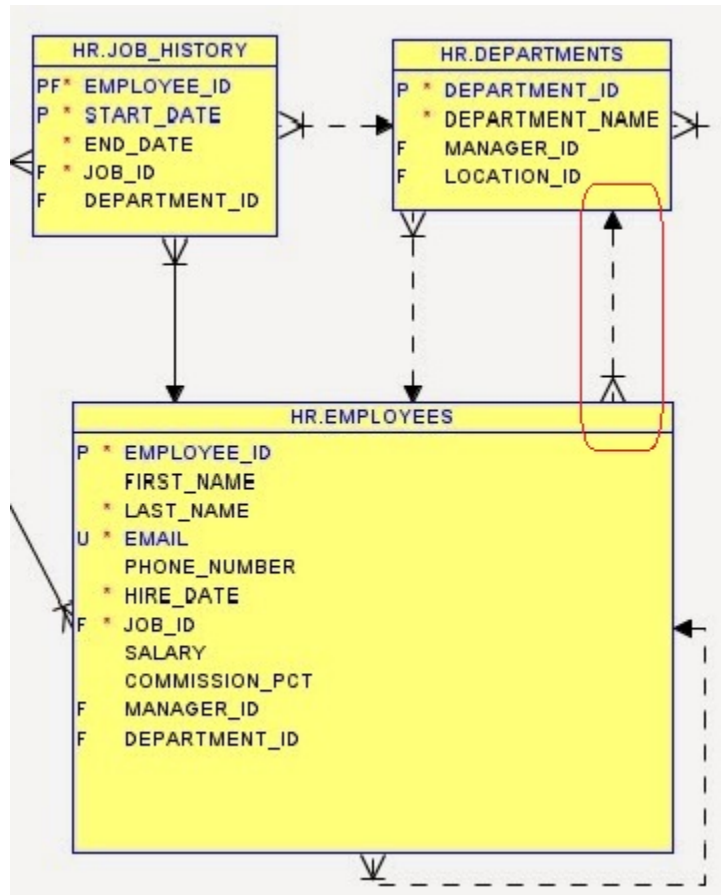 HR.JOB_HISTORY
PF* EMPLOYEE_ID
P * START_DATE
* END_DATE
F * JOB_ID
F DEPARTMENT_ID
HR.DEPARTMENTS
P * DEPARTMENT_ID
* DEPARTMENT_NAME
F MANAGER_ID
F LOCATION_ID
HR.EMPLOYEES
P * EMPLOYEE_ID
FIRST_NAME
* LAST_NAME
U * EMAIL
PHONE_NUMBER
* HIRE_DATE
F * JOB_ID
SALARY
COMMISSION_PCT
F MANAGER_ID
F DEPARTMENT_ID